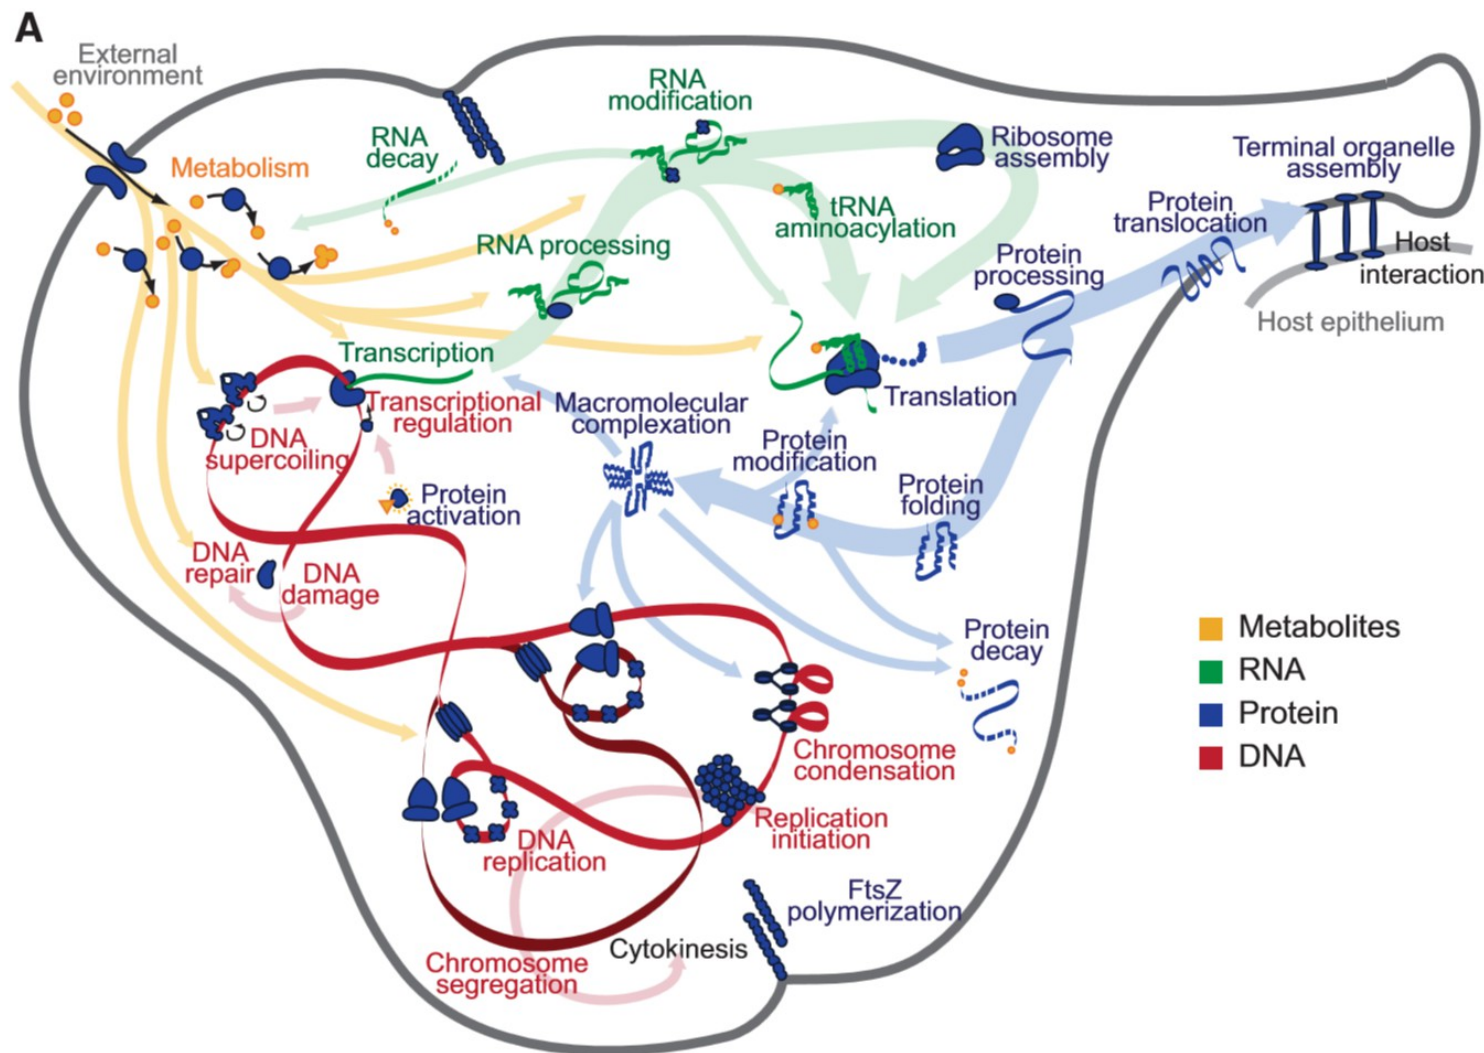 A
External
environment
RNA
modification
RNA
decay
Ribosome
assembly
Terminal organelle
assembly
Metabolism
tRNA
aminoacylation
Protein
translocation
RNA processing
Protein
processing
Host
interaction
Host epithelium
Transcription
Transcriptional
regulation
Macromolecular
complexation
Translation
DNA
supercoiling
Protein
modification
Protein
folding
Protein
activation
DNA
repair
DNA
damage
Protein
decay
Metabolites
RNA
Protein
DNA
Chromosome
condensation
Replication
initiation
DNA
replication
FtsZ
polymerization
Cytokinesis
Chromosome
segregation